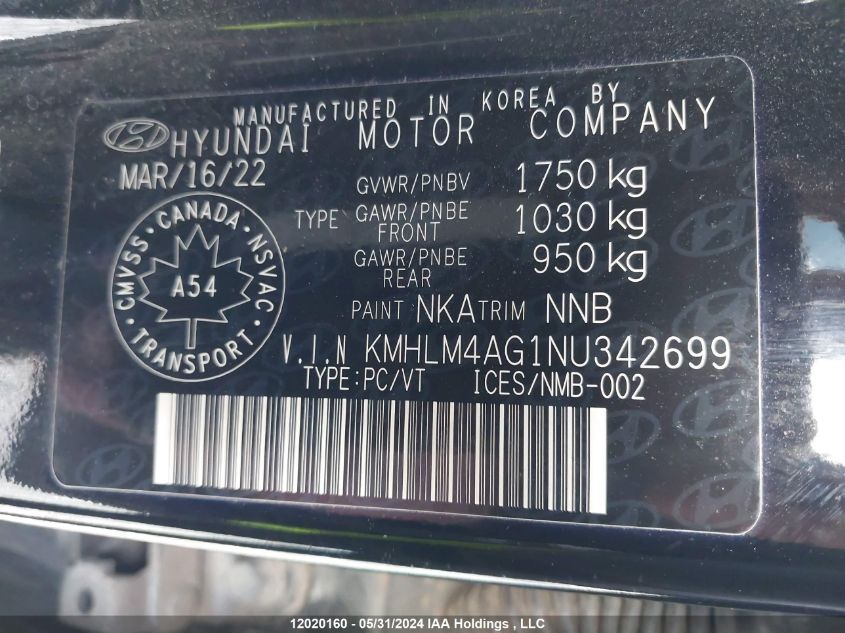 MANUFACTURED IN KOREA BY
HYUNDAI MOTOR COMPANY
MAR/16/22
GVWR/PNBV 1750 kg
TYPE GAWR/PNBE FRONT 1030 kg
GAWR/PNBE REAR 950 kg
CMVSS · CANADA · NSVAC ·
A54
TRANSPORT
PAINT NKA TRIM NNB
V.I.N KMHLM4AG1NU342699
TYPE:PC/VT ICES/NMB-002
12020160 - 05/31/2024 IAA Holdings , LLC